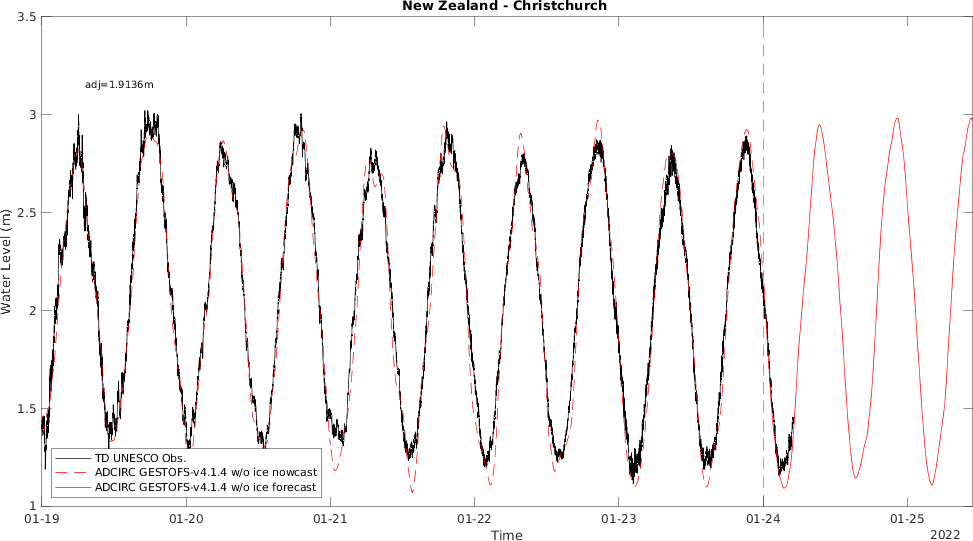 New Zealand - Christchurch
3.5
adj=1.9136m
3
2.5
Water Level (m)
2
1.5
TD UNESCO Obs.
ADCIRC GESTOFS-v4.1.4 w/o ice nowcast
ADCIRC GESTOFS-v4.1.4 w/o ice forecast
1
01-19 01-20 01-21 01-22 01-23 01-24 01-25
Time
2022